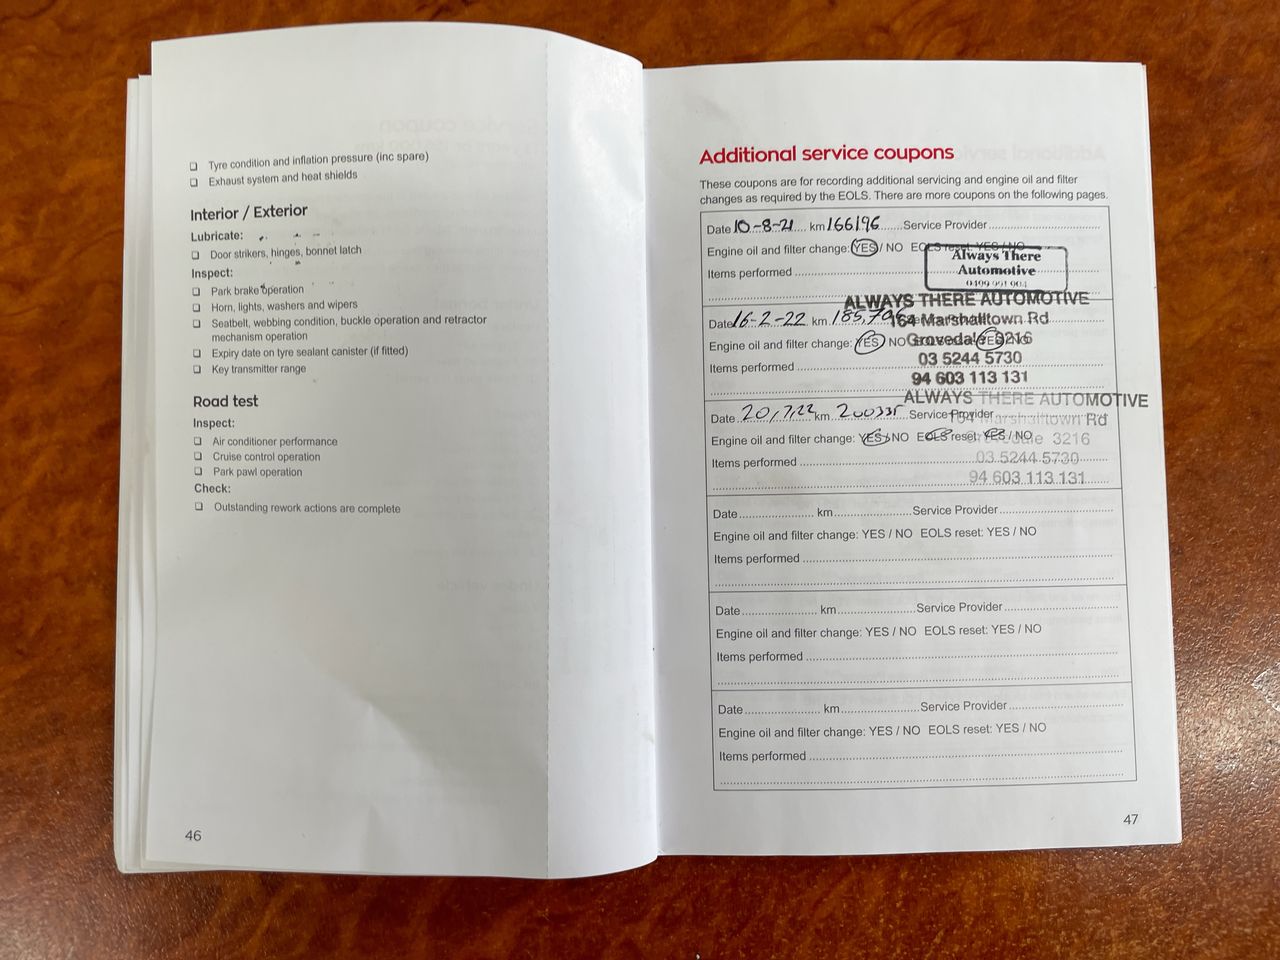 ❑ Tyre condition and inflation pressure (inc spare)
❑ Exhaust system and heat shields
Interior / Exterior
Lubricate:
❑ Door strikers, hinges, bonnet latch
Inspect:
❑ Park brake operation
❑ Horn, lights, washers and wipers
❑ Seatbelt, webbing condition, buckle operation and retractor
mechanism operation
❑ Expiry date on tyre sealant canister (if fitted)
❑ Key transmitter range
Road test
Inspect:
❑ Air conditioner performance
❑ Cruise control operation
❑ Park pawl operation
Check:
❑ Outstanding rework actions are complete
46
Additional service coupons
These coupons are for recording additional servicing and engine oil and filter
changes as required by the EOLS. There are more coupons on the following pages.
Date 10-8-21 km 166196 Service Provider
Engine oil and filter change: YES / NO EOLS reset: YES / NO
Always There
Automotive
Items performed
ALWAYS THERE AUTOMOTIVE
164 Marshalltown Rd
Date 16-2-22 km
Engine oil and filter change: YES / NO
Grovedale 3216
03 5244 5730
Items performed
94 603 113 131
ALWAYS THERE AUTOMOTIVE
Date 20,7,22 km 200335 Service Provider
164 Marshalltown Rd
Engine oil and filter change: YES / NO EOLS reset: YES / NO
Grovedale 3216
Items performed
03 5244 5730
94 603 113 131
Date km Service Provider
Engine oil and filter change: YES / NO EOLS reset: YES / NO
Items performed
Date km Service Provider
Engine oil and filter change: YES / NO EOLS reset: YES / NO
Items performed
Date km Service Provider
Engine oil and filter change: YES / NO EOLS reset: YES / NO
Items performed
47